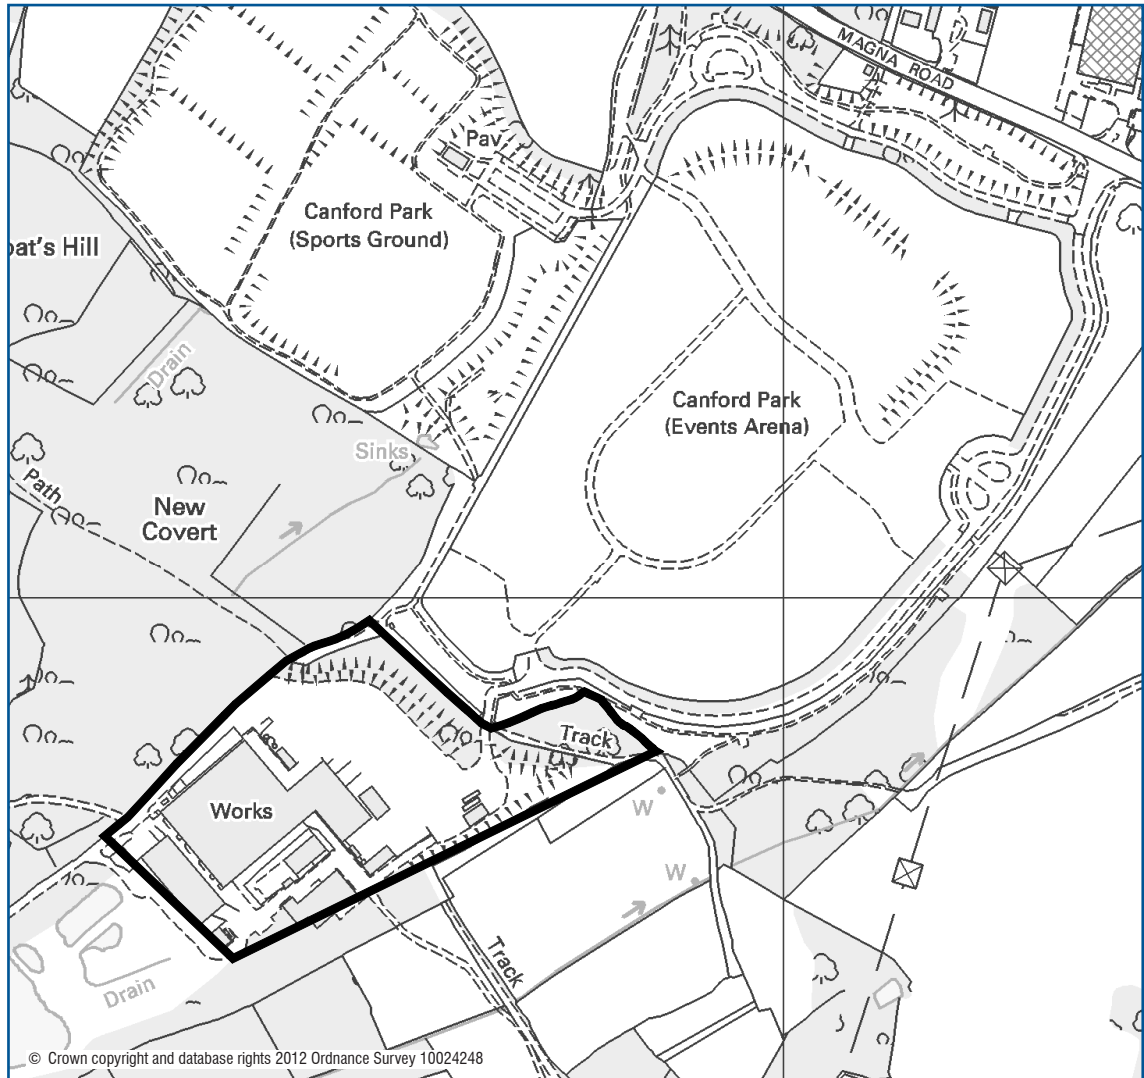 MAGNA ROAD
Pav
Canford Park
(Sports Ground)
oat's Hill
Drain
Canford Park
(Events Arena)
Sinks
Path
New
Covert
Track
Works
W
W
Track
Drain
© Crown copyright and database rights 2012 Ordnance Survey 10024248